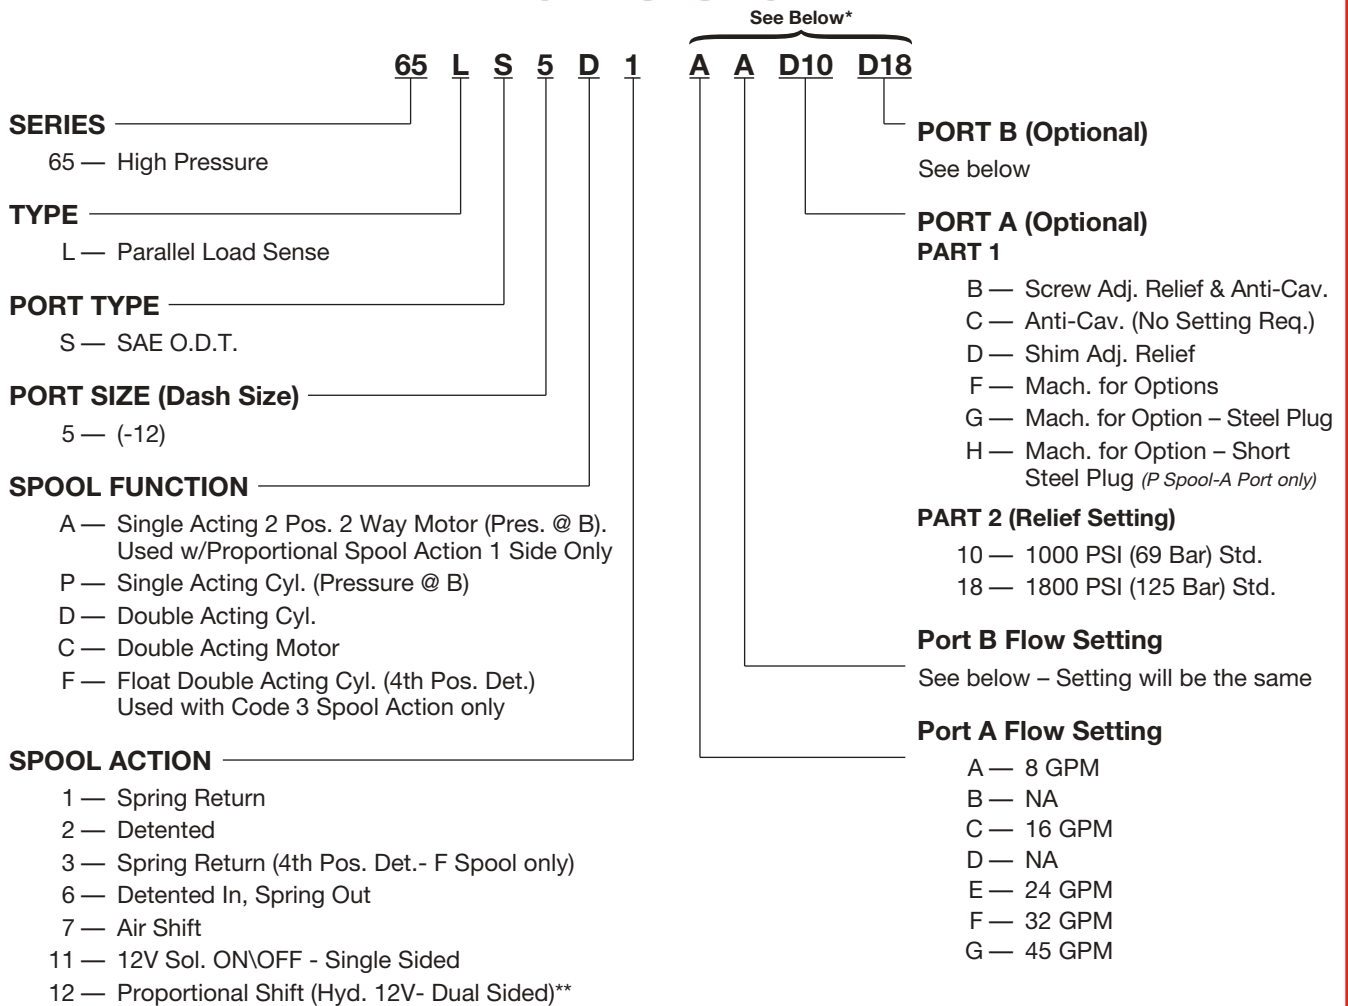 See Below*
65 L S 5 D 1 A A D10 D18
SERIES
65 — High Pressure
TYPE
L — Parallel Load Sense
PORT TYPE
S — SAE O.D.T.
PORT SIZE (Dash Size)
5 — (-12)
SPOOL FUNCTION
A — Single Acting 2 Pos. 2 Way Motor (Pres. @ B).
Used w/Proportional Spool Action 1 Side Only
P — Single Acting Cyl. (Pressure @ B)
D — Double Acting Cyl.
C — Double Acting Motor
F — Float Double Acting Cyl. (4th Pos. Det.)
Used with Code 3 Spool Action only
SPOOL ACTION
1 — Spring Return
2 — Detented
3 — Spring Return (4th Pos. Det.- F Spool only)
6 — Detented In, Spring Out
7 — Air Shift
11 — 12V Sol. ON\OFF - Single Sided
12 — Proportional Shift (Hyd. 12V- Dual Sided)**
PORT B (Optional)
See below
PORT A (Optional)
PART 1
B — Screw Adj. Relief & Anti-Cav.
C — Anti-Cav. (No Setting Req.)
D — Shim Adj. Relief
F — Mach. for Options
G — Mach. for Option – Steel Plug
H — Mach. for Option – Short
Steel Plug (P Spool-A Port only)
PART 2 (Relief Setting)
10 — 1000 PSI (69 Bar) Std.
18 — 1800 PSI (125 Bar) Std.
Port B Flow Setting
See below – Setting will be the same
Port A Flow Setting
A — 8 GPM
B — NA
C — 16 GPM
D — NA
E — 24 GPM
F — 32 GPM
G — 45 GPM